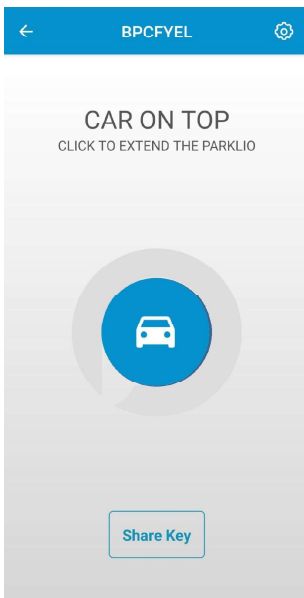 BPCFYEL
CAR ON TOP
CLICK TO EXTEND THE PARKLIO
Share Key